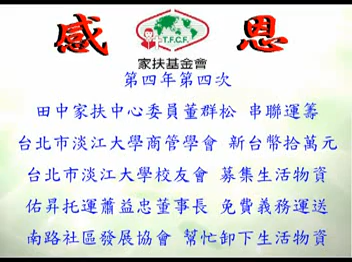 感 恩
T.F.C.F.
家扶基金會
第四年第四次
田中家扶中心委員董群松 串聯運籌
台北市淡江大學商管學會 新台幣拾萬元
台北市淡江大學校友會 募集生活物資
佑昇托運蕭益忠董事長 免費義務運送
南路社區發展協會 幫忙卸下生活物資